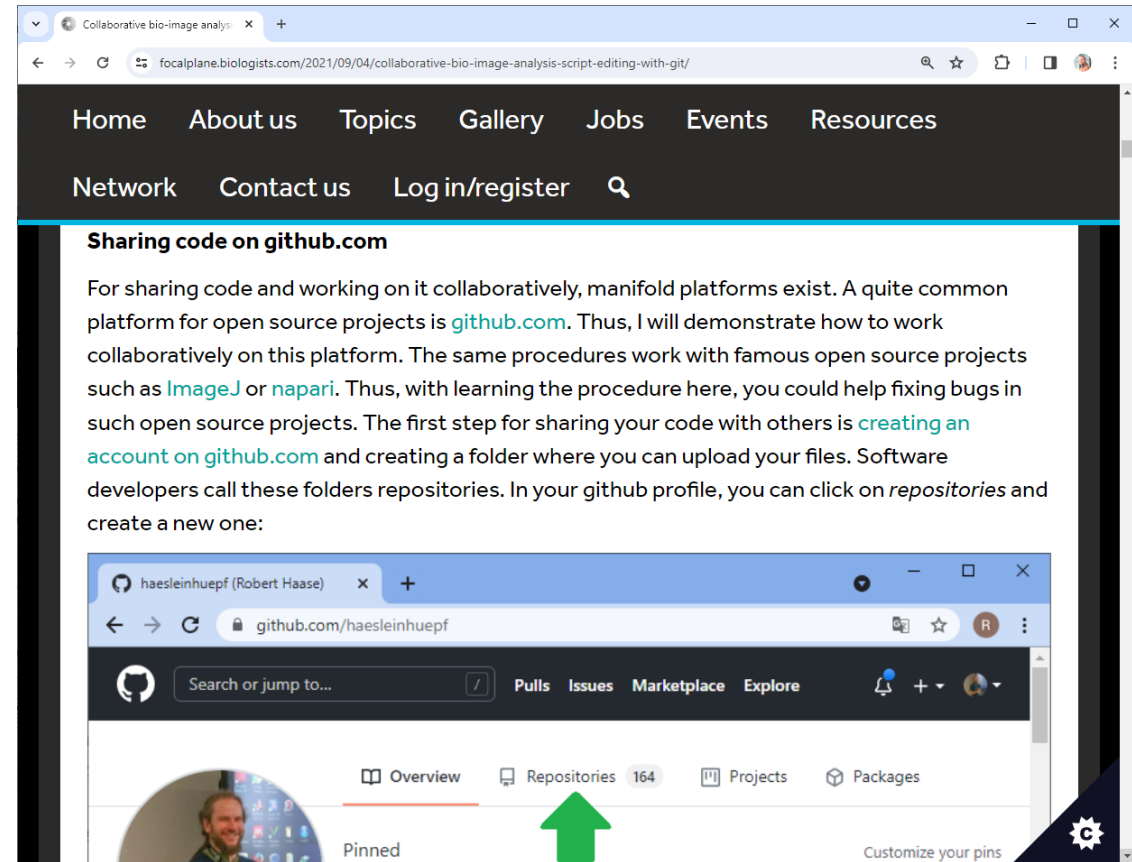 Collaborative bio-image analys
focalplane.biologists.com/2021/09/04/collaborative-bio-image-analysis-script-editing-with-git/
Home About us Topics Gallery Jobs Events Resources
Network Contact us Log in/register
Sharing code on github.com
For sharing code and working on it collaboratively, manifold platforms exist. A quite common
platform for open source projects is github.com. Thus, I will demonstrate how to work
collaboratively on this platform. The same procedures work with famous open source projects
such as ImageJ or napari. Thus, with learning the procedure here, you could help fixing bugs in
such open source projects. The first step for sharing your code with others is creating an
account on github.com and creating a folder where you can upload your files. Software
developers call these folders repositories. In your github profile, you can click on repositories and
create a new one:
haesleinhuepf (Robert Haase)
github.com/haesleinhuepf
R
Search or jump to... / Pulls Issues Marketplace Explore
Overview Repositories 164 Projects Packages
Pinned Customize your pins
C